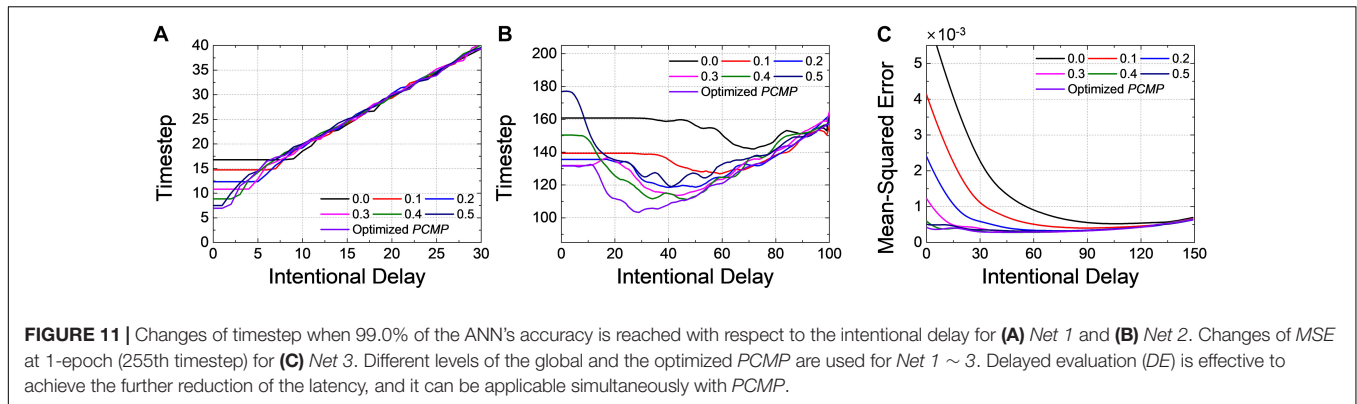 A
B
C
×10⁻³
40
35
30
25
20
15
10
5
0
Timestep
0.0 0.1 0.2
0.3 0.4 0.5
Optimized PCMP
0 5 10 15 20 25 30
Intentional Delay
200
180
160
140
120
100
Timestep
0.0 0.1 0.2
0.3 0.4 0.5
Optimized PCMP
0 20 40 60 80 100
Intentional Delay
5
4
3
2
1
0
Mean-Squared Error
0.0 0.1 0.2
0.3 0.4 0.5
Optimized PCMP
0 30 60 90 120 150
Intentional Delay
FIGURE 11 | Changes of timestep when 99.0% of the ANN's accuracy is reached with respect to the intentional delay for (A) Net 1 and (B) Net 2. Changes of MSE
at 1-epoch (255th timestep) for (C) Net 3. Different levels of the global and the optimized PCMP are used for Net 1 ~ 3. Delayed evaluation (DE) is effective to
achieve the further reduction of the latency, and it can be applicable simultaneously with PCMP.